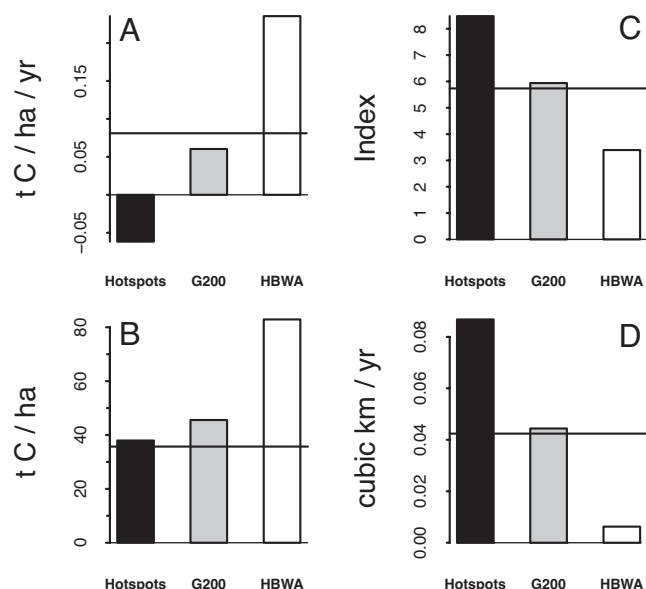 A
t C / ha / yr
0.15
0.05
−0.05
Hotspots G200 HBWA
C
Index
8
7
6
5
4
3
2
1
0
Hotspots G200 HBWA
B
t C / ha
80
60
40
20
0
Hotspots G200 HBWA
D
cubic km / yr
0.08
0.06
0.04
0.02
0.00
Hotspots G200 HBWA